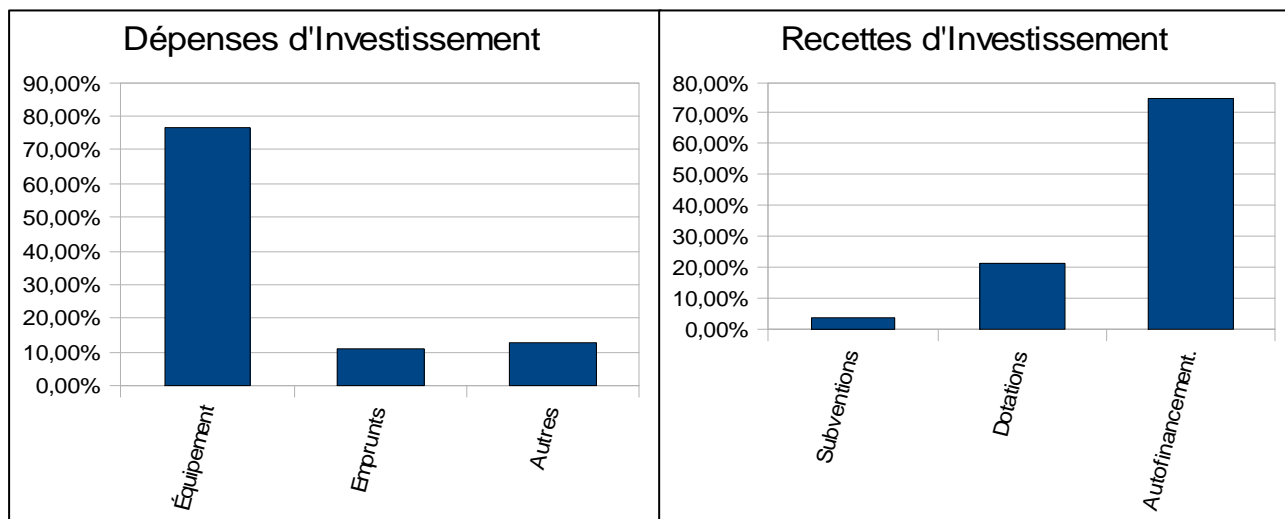 Dépenses d'Investissement
90,00%
80,00%
70,00%
60,00%
50,00%
40,00%
30,00%
20,00%
10,00%
0,00%
Équipement
Emprunts
Autres
Recettes d'Investissement
80,00%
70,00%
60,00%
50,00%
40,00%
30,00%
20,00%
10,00%
0,00%
Subventions
Dotations
Autofinancement.